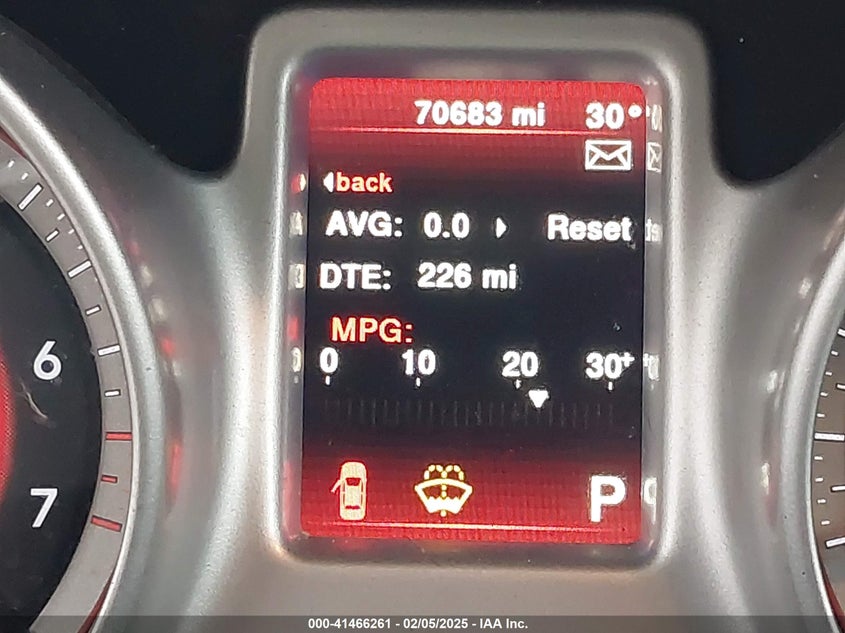 70683 mi 30°
back
AVG: 0.0 Reset
DTE: 226 mi
MPG:
0 10 20 30+
6
7
P
000-41466261 - 02/05/2025 - IAA Inc.